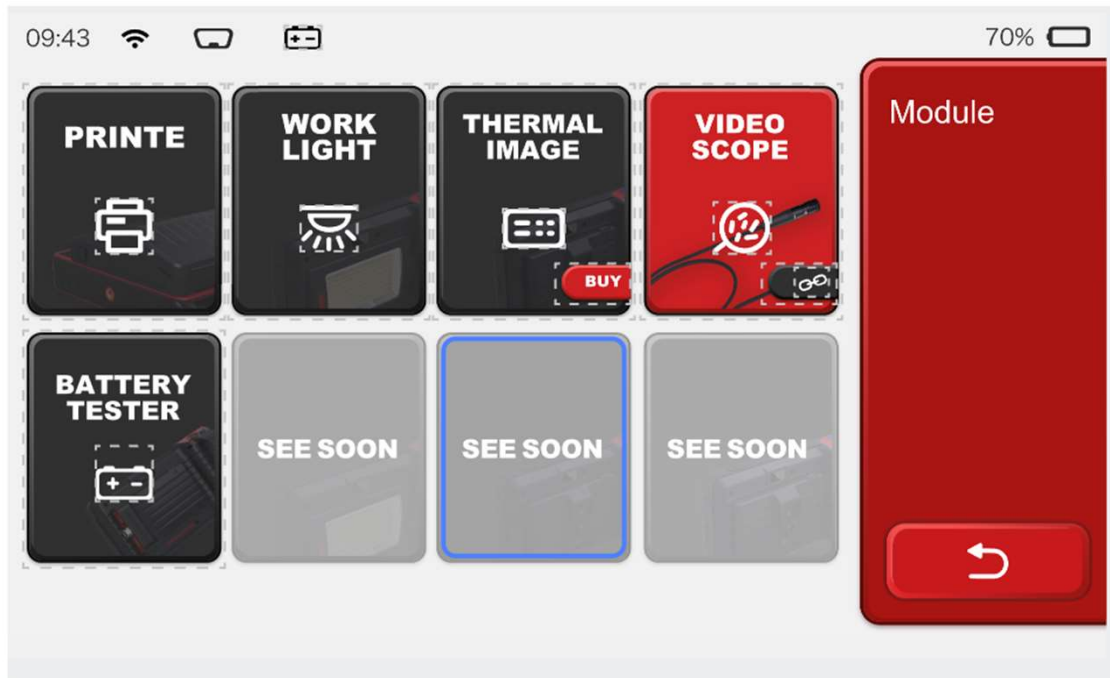 09:43
70%
PRINTE
WORK
LIGHT
THERMAL
IMAGE
BUY
VIDEO
SCOPE
Module
BATTERY
TESTER
SEE SOON
SEE SOON
SEE SOON